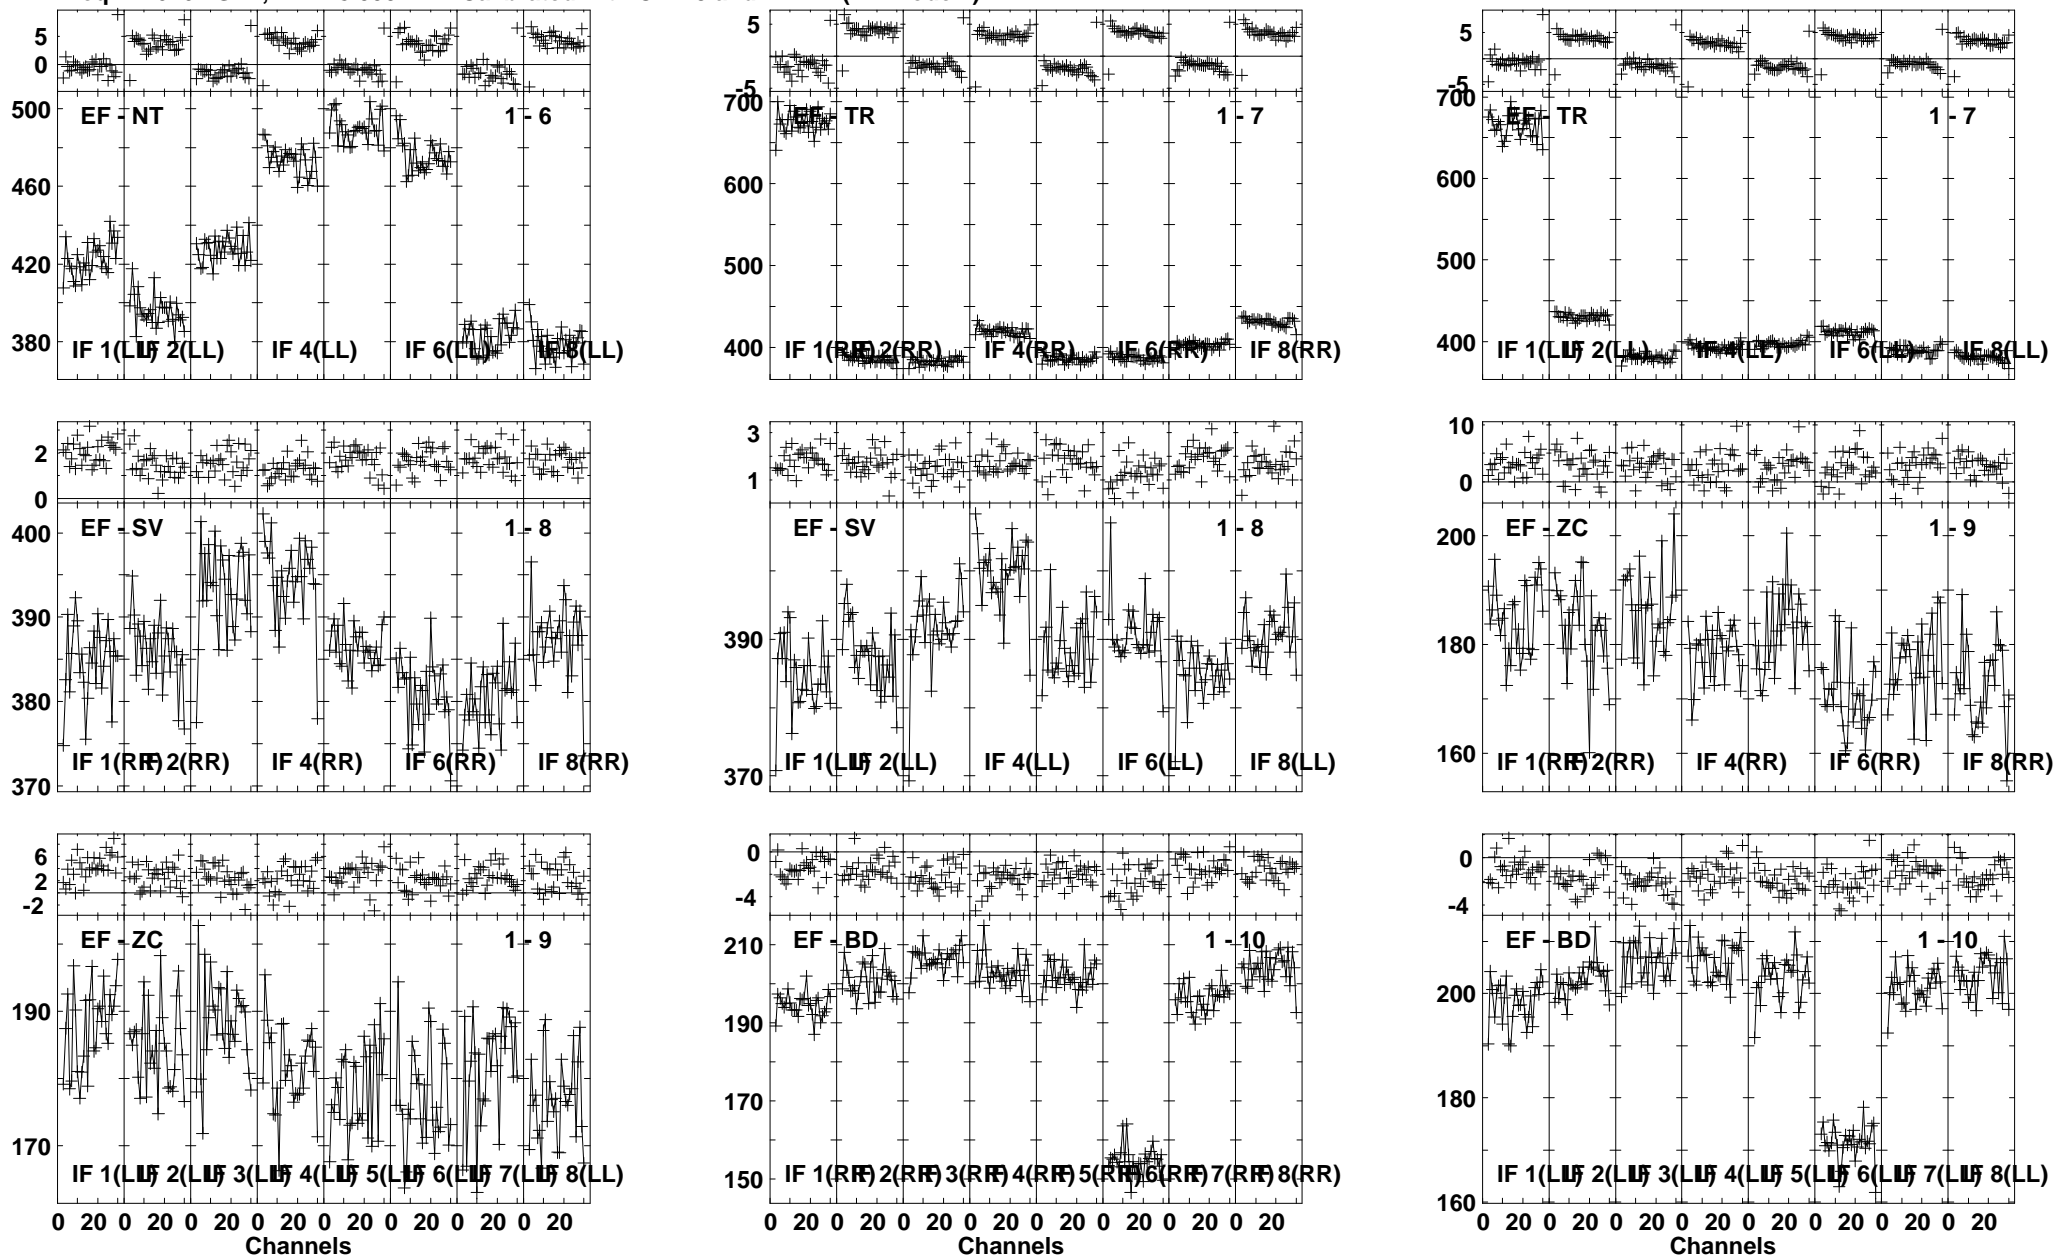 5
0
500
460
420
380
EF - NT
1 - 6
IF 1(LL) IF 2(LL) IF 4(LL) IF 6(LL) IF 8(LL)
5
-5
700
600
500
400
EF - TR
1 - 7
IF 1(RR) IF 2(RR) IF 4(RR) IF 6(RR) IF 8(RR)
5
-5
700
600
500
400
EF - TR
1 - 7
IF 1(LL) IF 2(LL) IF 4(LL) IF 6(LL) IF 8(LL)
2
0
400
390
380
370
EF - SV
1 - 8
IF 1(RR) IF 2(RR) IF 4(RR) IF 6(RR) IF 8(RR)
3
1
390
370
EF - SV
1 - 8
IF 1(LL) IF 2(LL) IF 4(LL) IF 6(LL) IF 8(LL)
10
0
200
180
160
EF - ZC
1 - 9
IF 1(RR) IF 2(RR) IF 4(RR) IF 6(RR) IF 8(RR)
6
2
-2
190
170
EF - ZC
1 - 9
IF 1(LL) IF 2(LL) IF 3(LL) IF 4(LL) IF 5(LL) IF 6(LL) IF 7(LL) IF 8(LL)
0 20 0 20 0 20 0 20 0 20 0 20 0 20 0 20
Channels
0
-4
210
190
170
150
EF - BD
1 - 10
IF 1(RR) IF 2(RR) IF 3(RR) IF 4(RR) IF 5(RR) IF 6(RR) IF 7(RR) IF 8(RR)
0 20 0 20 0 20 0 20 0 20 0 20 0 20 0 20
Channels
0
-4
200
180
160
EF - BD
1 - 10
IF 1(LL) IF 2(LL) IF 3(LL) IF 4(LL) IF 5(LL) IF 6(LL) IF 7(LL) IF 8(LL)
0 20 0 20 0 20 0 20 0 20 0 20 0 20 0 20
Channels